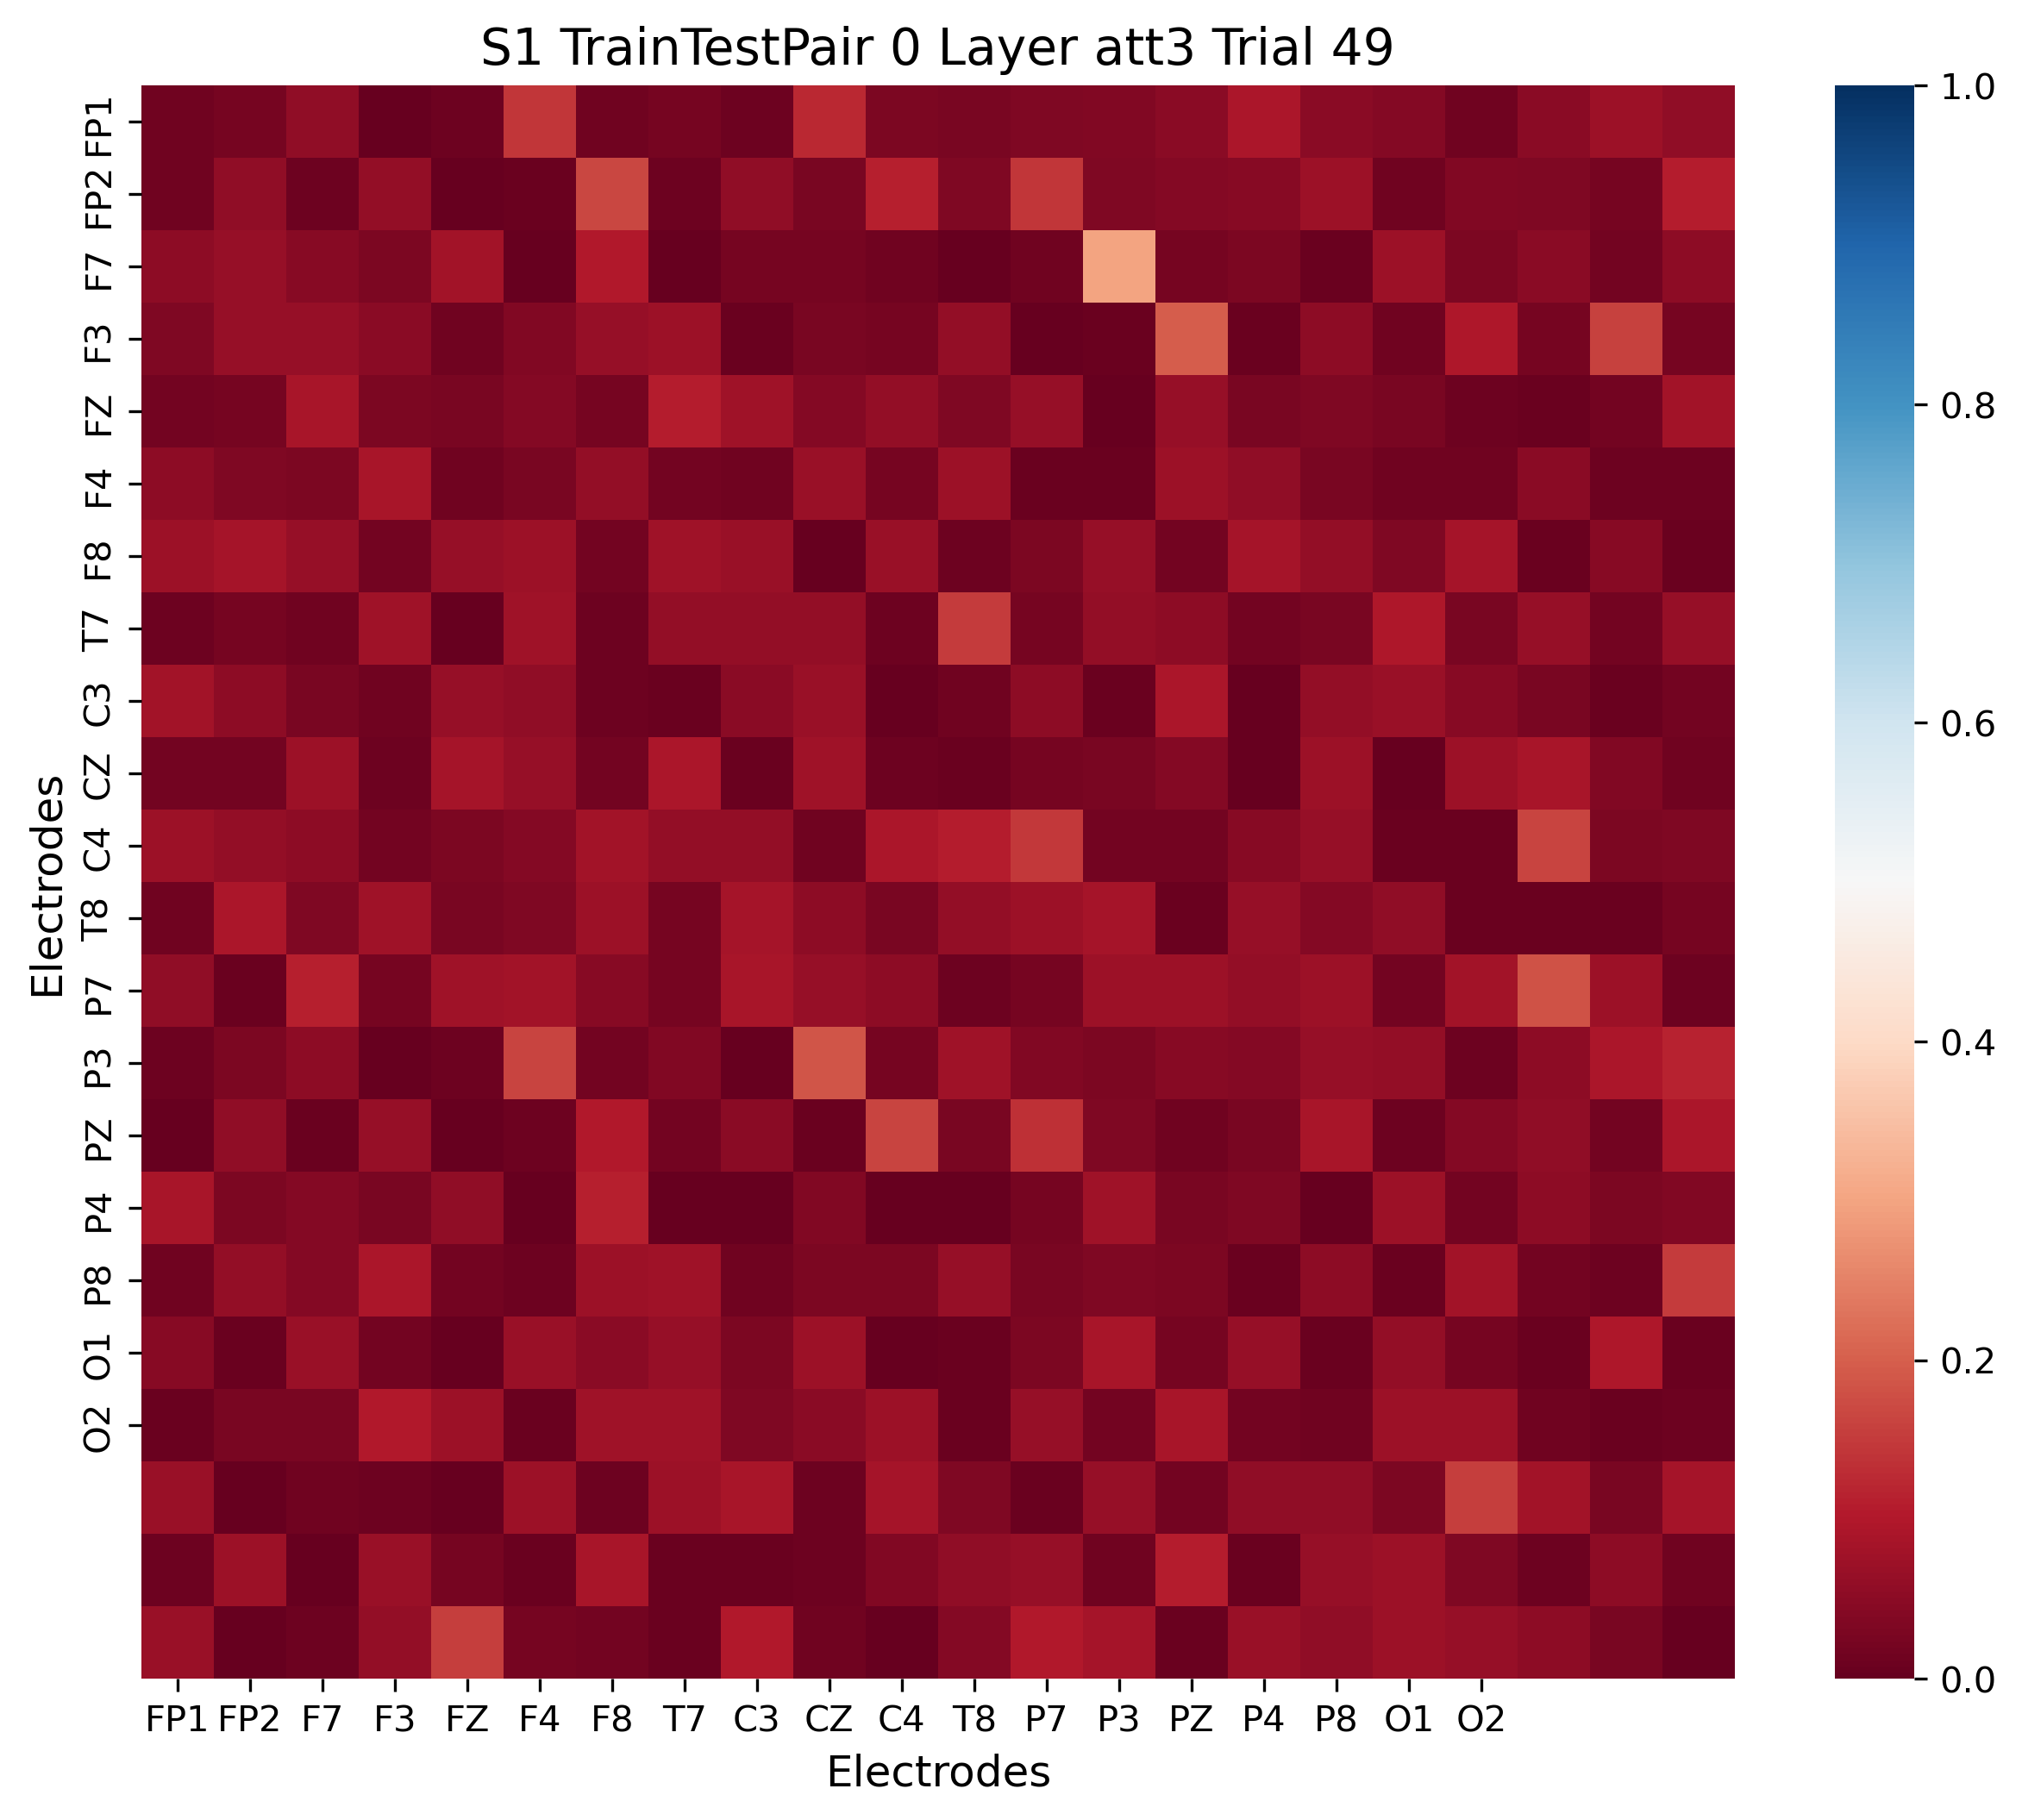 S1 TrainTestPair 0 Layer att3 Trial 49
Electrodes
FP1
FP2
F7
F3
FZ
F4
F8
T7
C3
CZ
C4
T8
P7
P3
PZ
P4
P8
O1
O2
FP1 FP2 F7 F3 FZ F4 F8 T7 C3 CZ C4 T8 P7 P3 PZ P4 P8 O1 O2
Electrodes
1.0
0.8
0.6
0.4
0.2
0.0